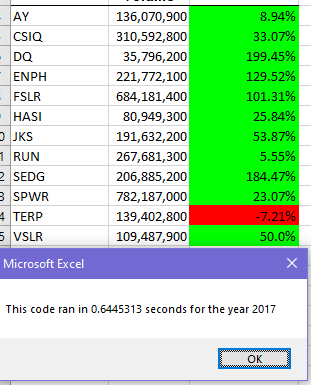 AY 136,070,900 8.94%
CSIQ 310,592,800 33.07%
DQ 35,796,200 199.45%
ENPH 221,772,100 129.52%
FSLR 684,181,400 101.31%
HASI 80,949,300 25.84%
0 JKS 191,632,200 53.87%
1 RUN 267,681,300 5.55%
2 SEDG 206,885,200 184.47%
3 SPWR 782,187,000 23.07%
4 TERP 139,402,800 -7.21%
5 VSLR 109,487,900 50.0%
Microsoft Excel
This code ran in 0.6445313 seconds for the year 2017
OK